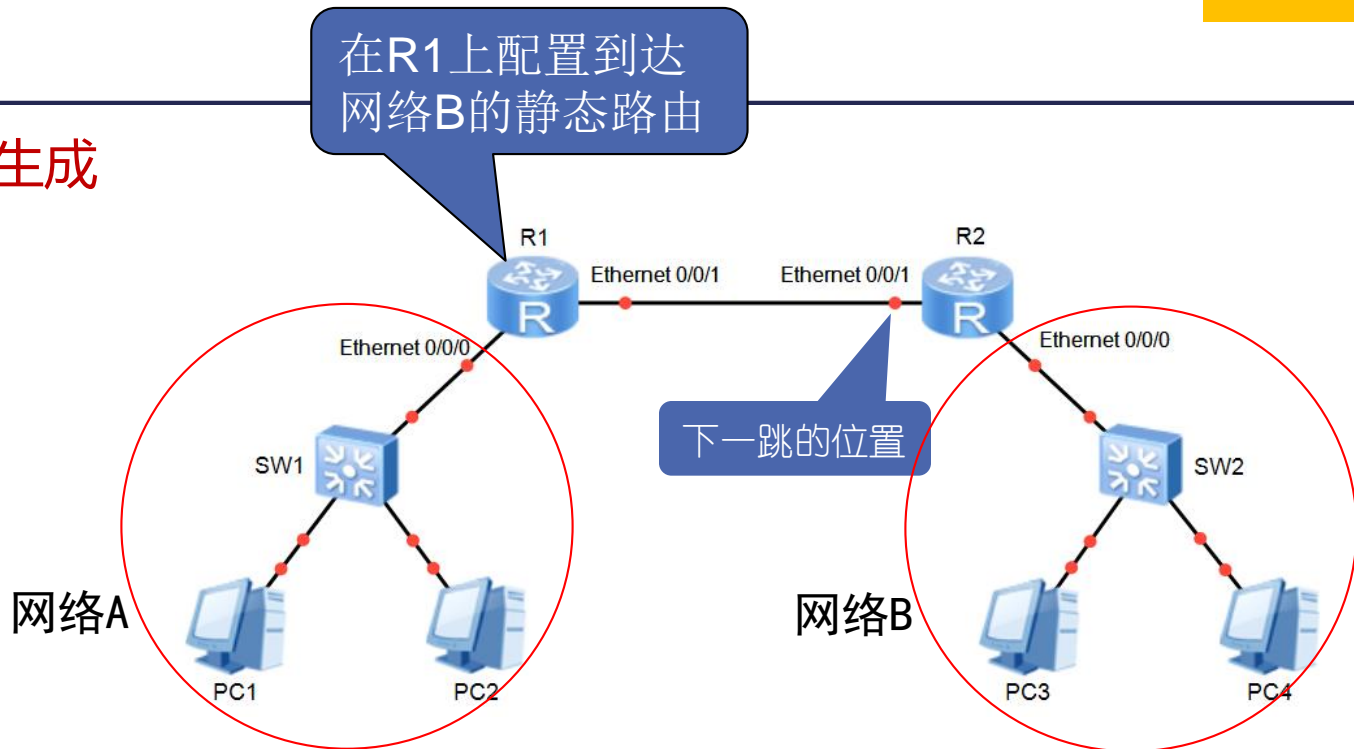 在R1上配置到达
网络B的静态路由
生成
R1
R2
Ethernet 0/0/1
Ethernet 0/0/1
Ethernet 0/0/0
Ethernet 0/0/0
R
R
下一跳的位置
SW1
SW2
网络A
网络B
PC1
PC2
PC3
PC4